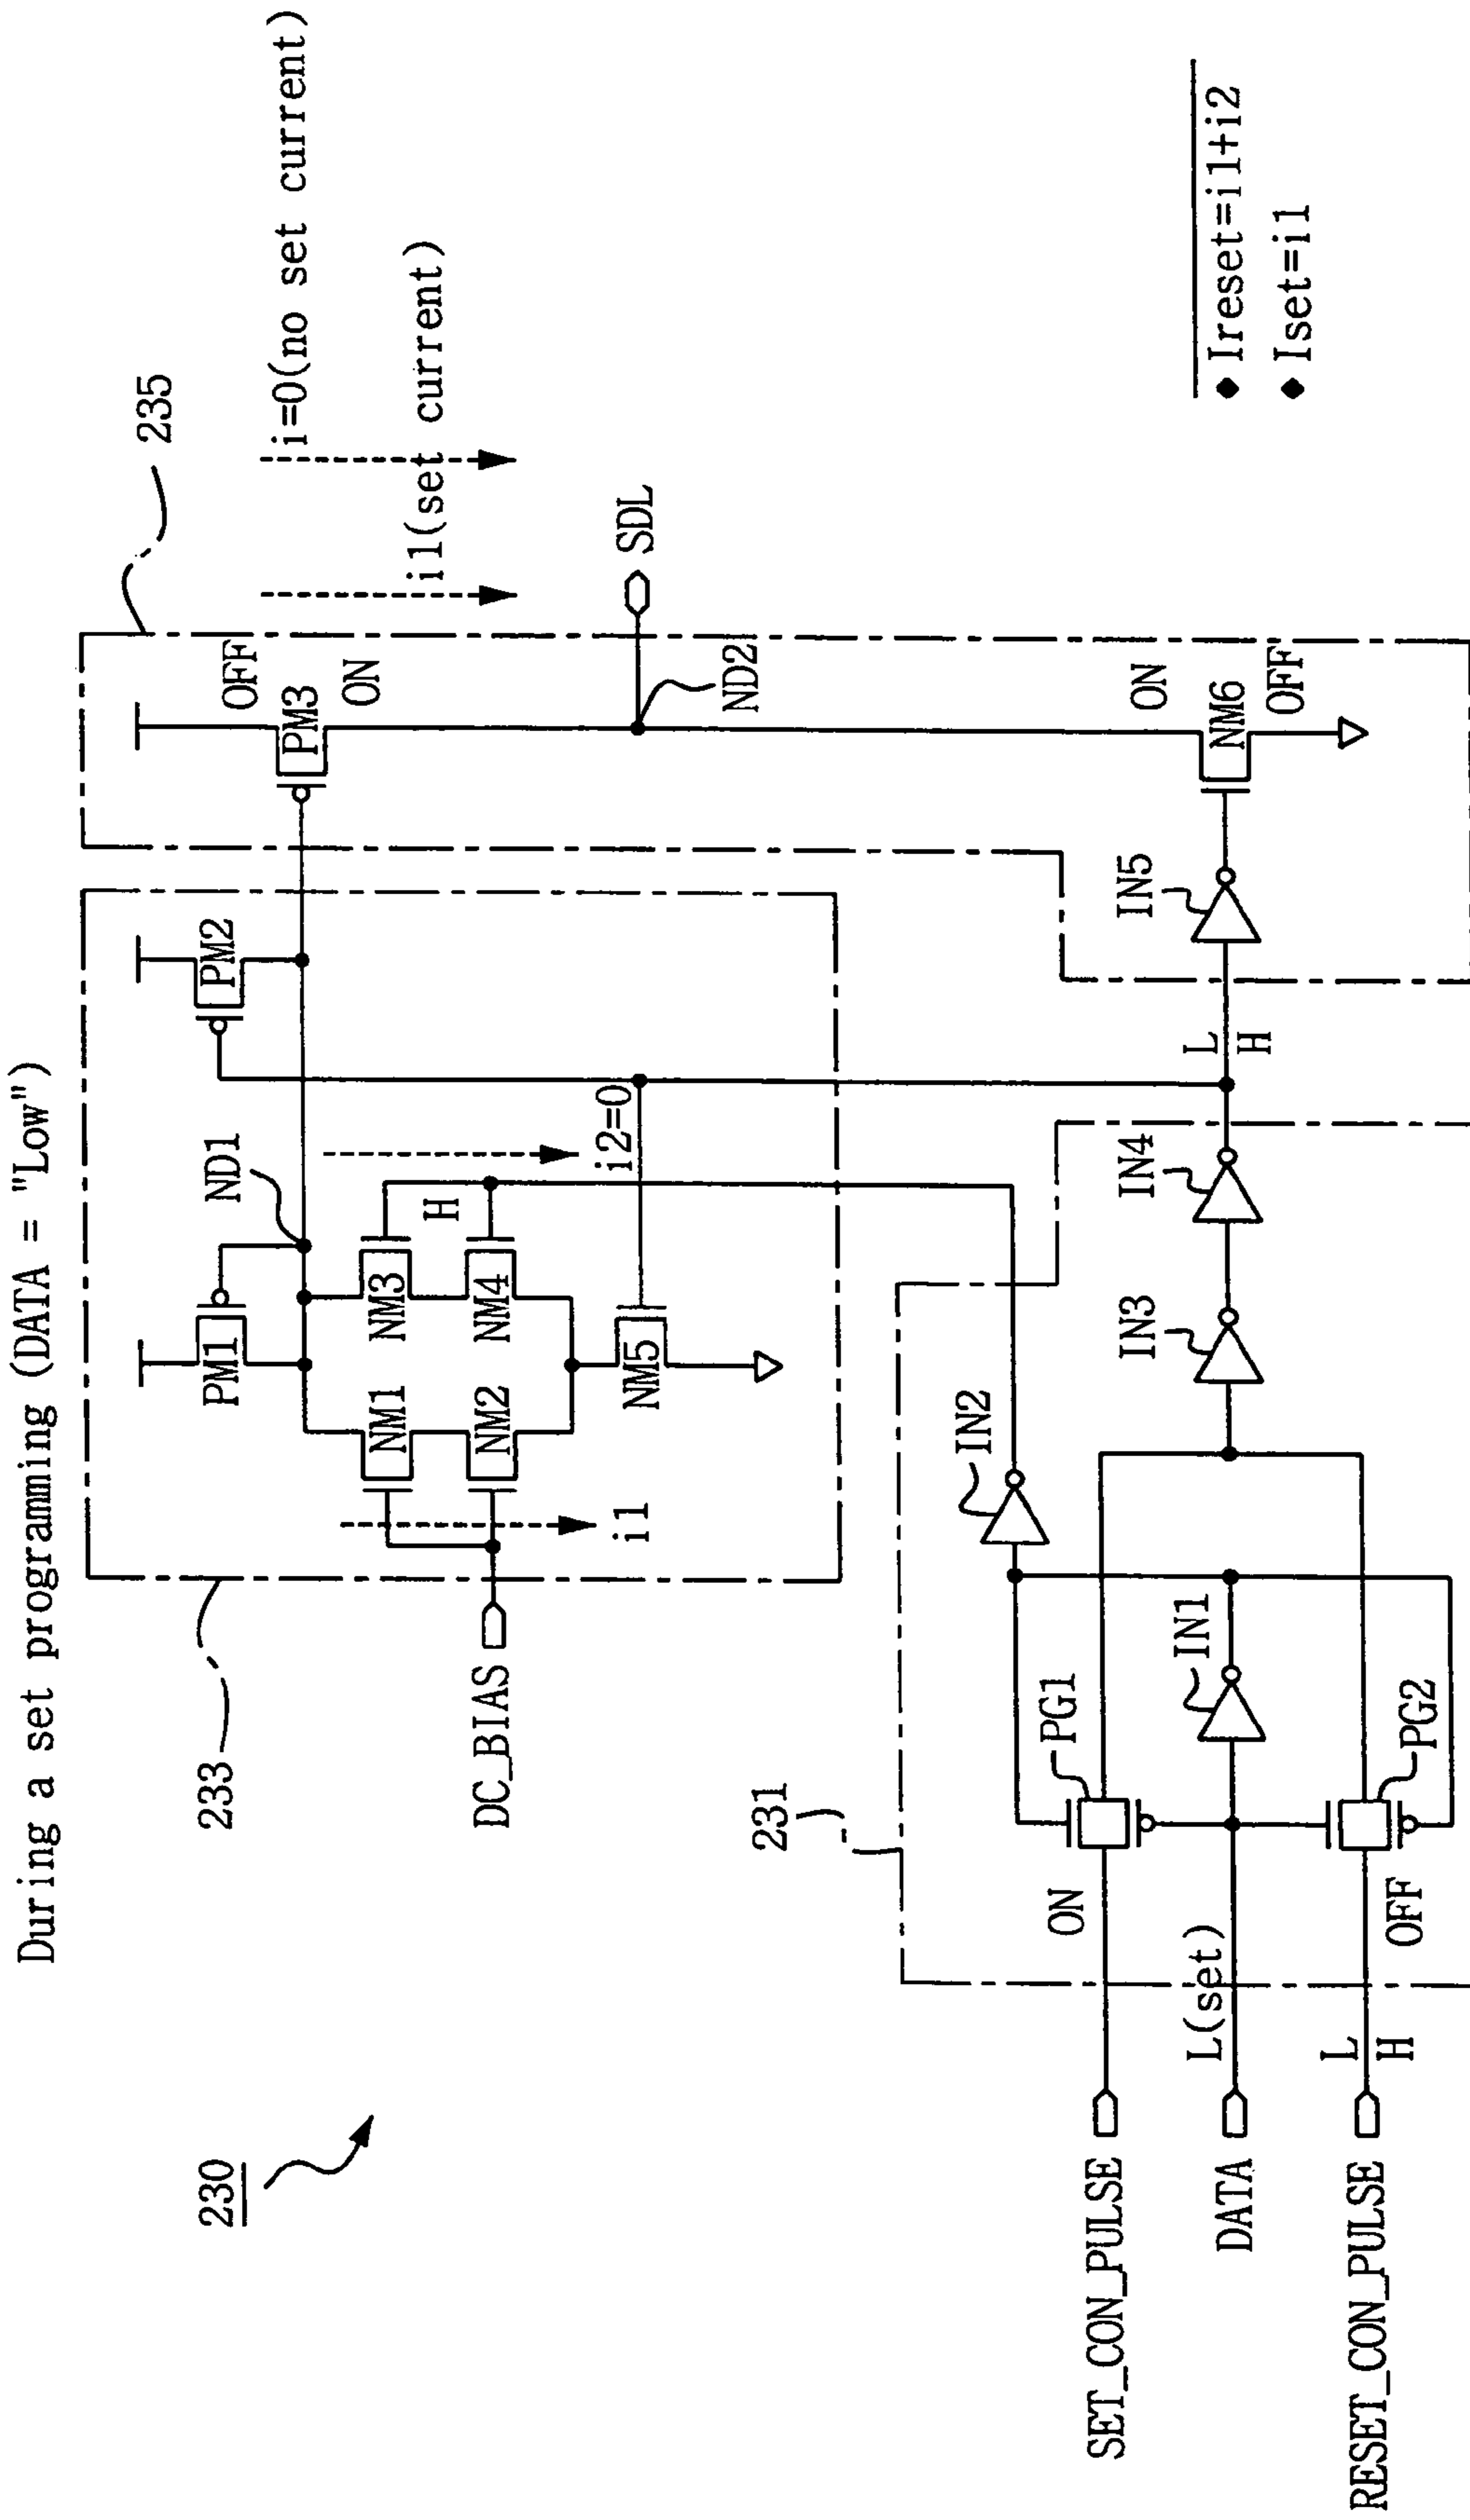 During a set programming (DATA = "Low")
230
233
235
PM1
ND1
PM2
OFF
PM3
ON
i=0(no set current)
i1(set current)
NM1
NM3
H
DC_BIAS
NM2
NM4
i1
i2=0
NM5
SDL
ND2
231
IN2
ON
PG1
SET_CON_PULSE
L(set)
IN1
IN3
IN4
L
H
IN5
ON
NM6
OFF
DATA
L
H
OFF
PG2
RESET_CON_PULSE
Ireset=i1+i2
Iset=i1